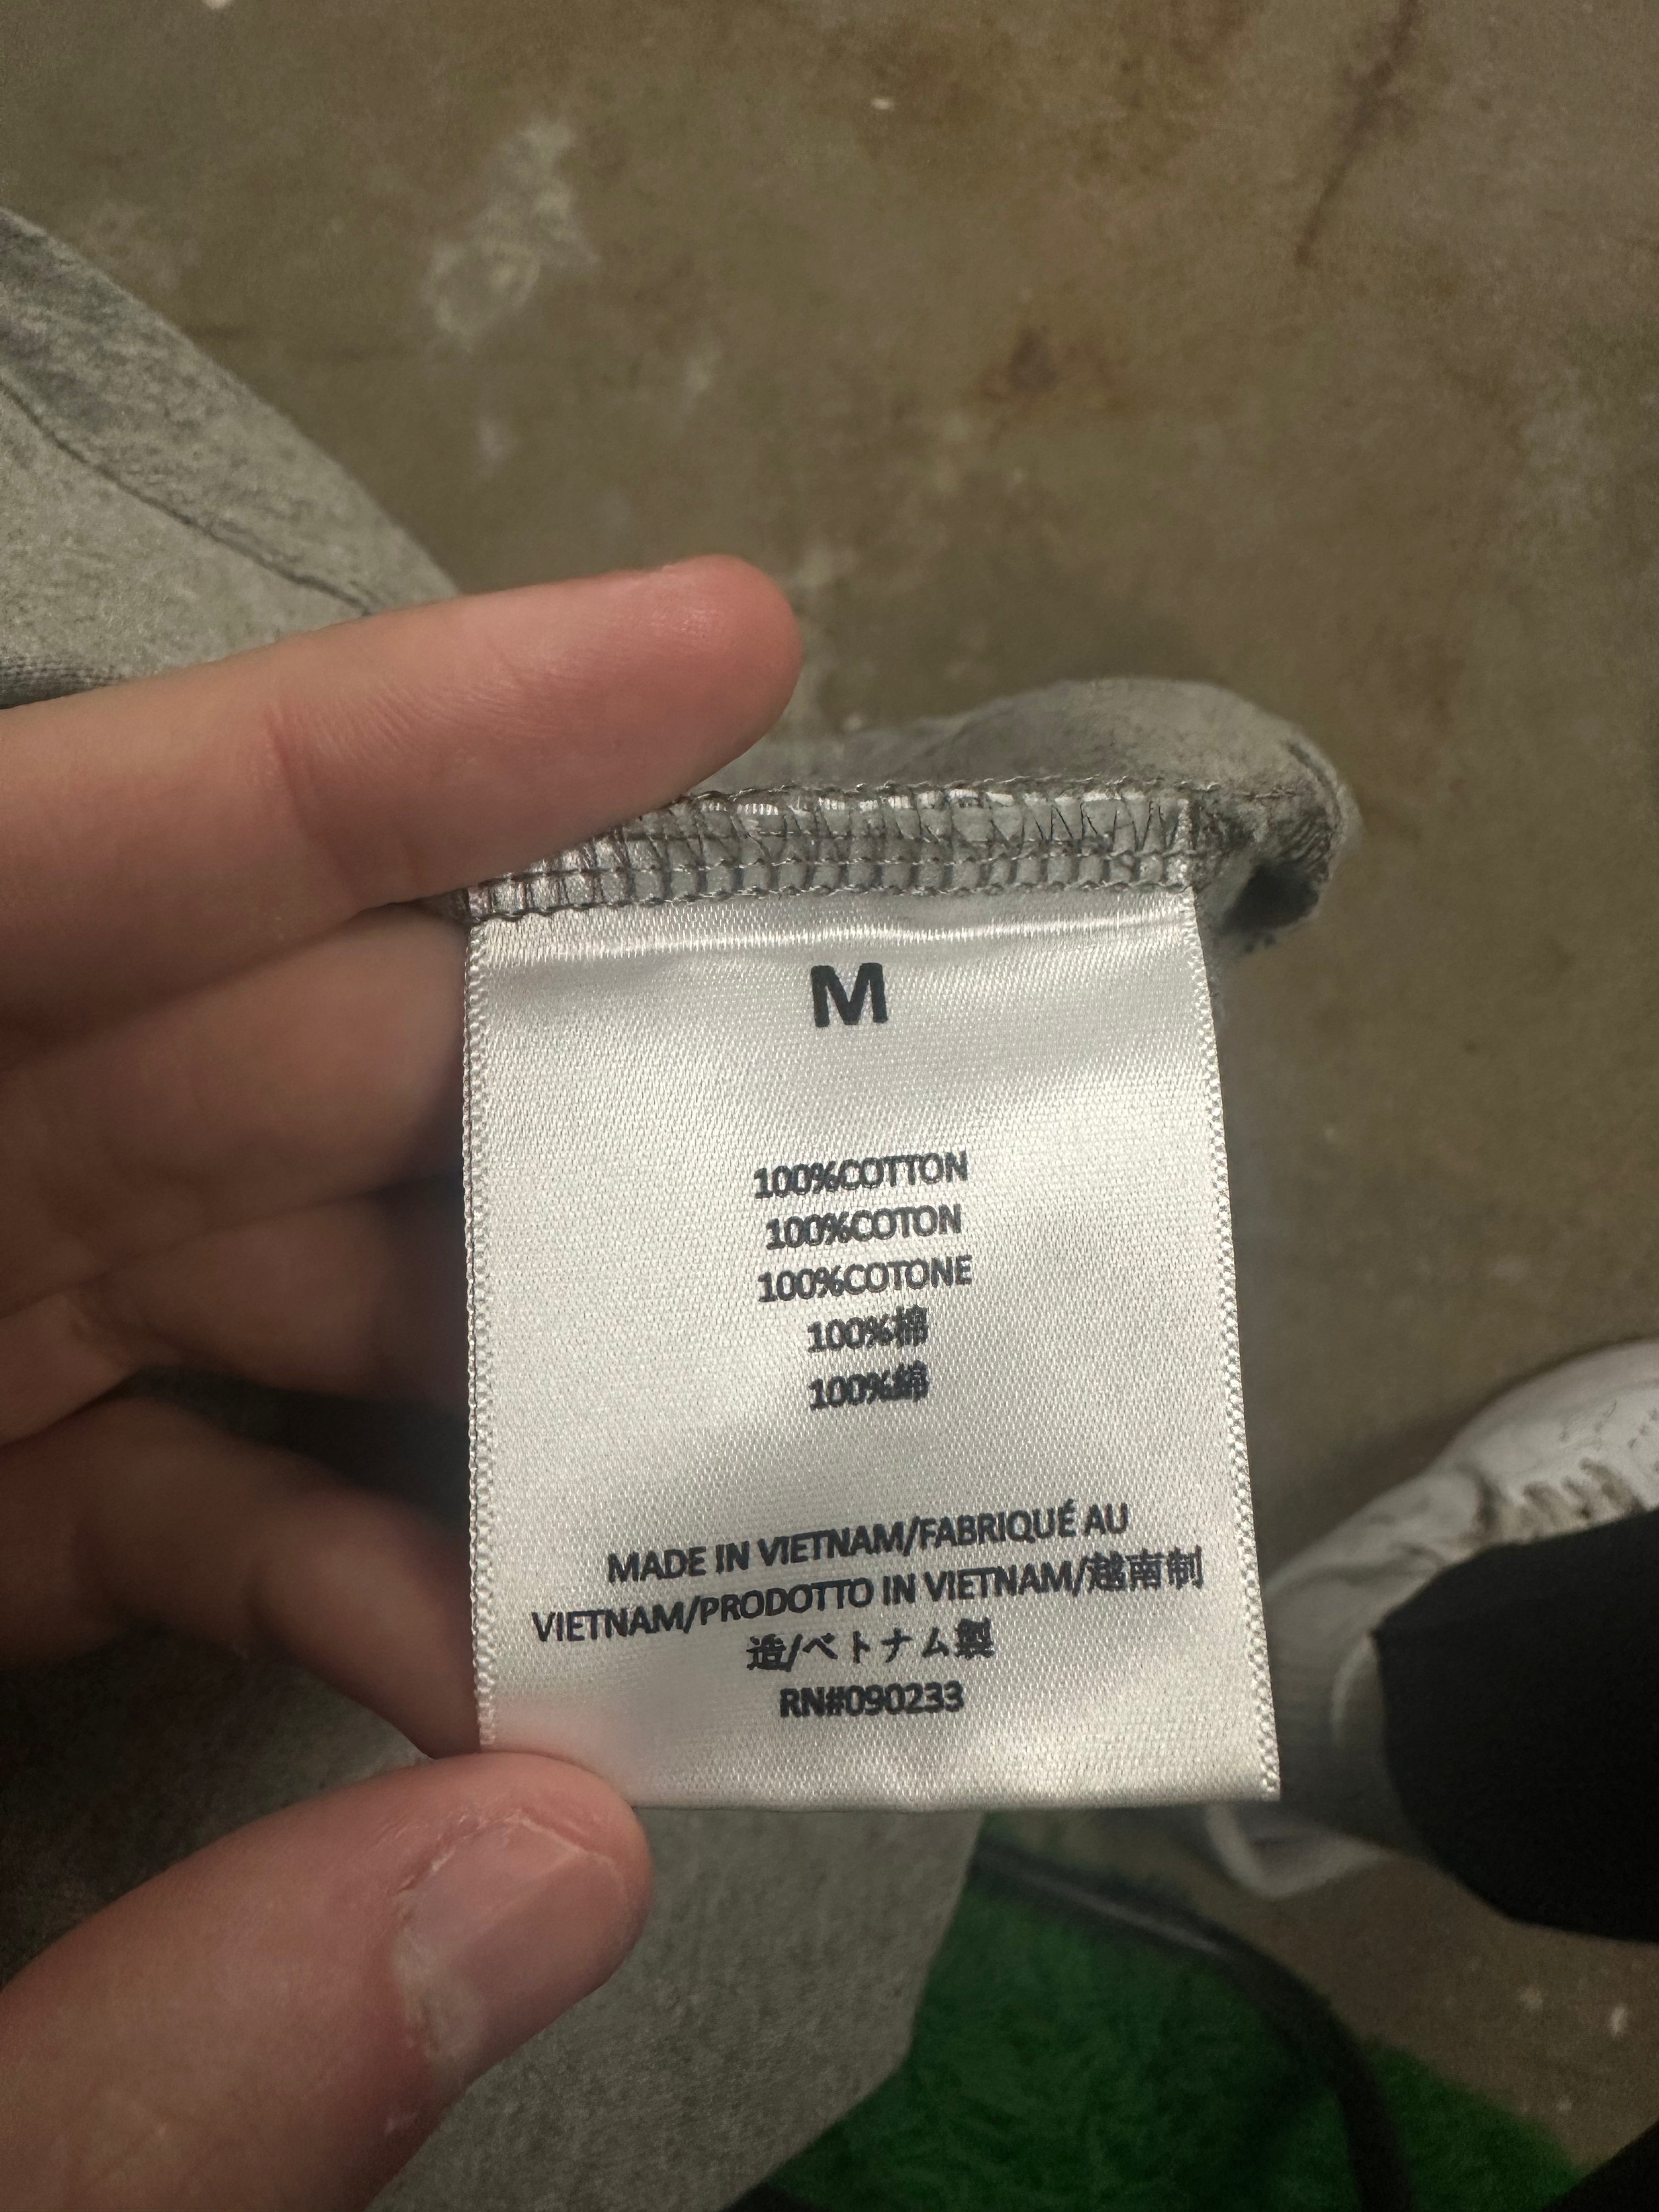 M
100%COTTON
100%COTON
100%COTONE
100%棉
100%綿
MADE IN VIETNAM/FABRIQUÉ AU
VIETNAM/PRODOTTO IN VIETNAM/越南制
造/ベトナム製
RN#090233